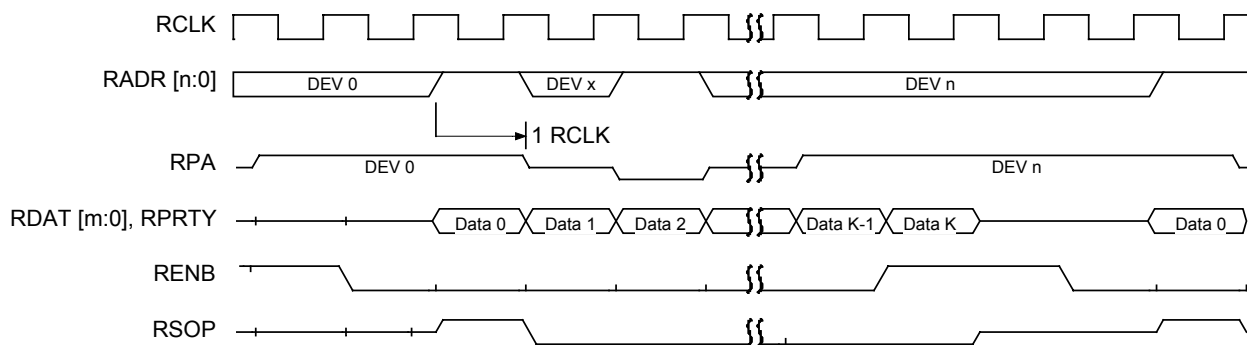 RCLK
RADR [n:0] DEV 0 DEV x DEV n
1 RCLK
RPA DEV 0 DEV n
RDAT [m:0], RPRTY Data 0 Data 1 Data 2 Data K-1 Data K Data 0
RENB
RSOP